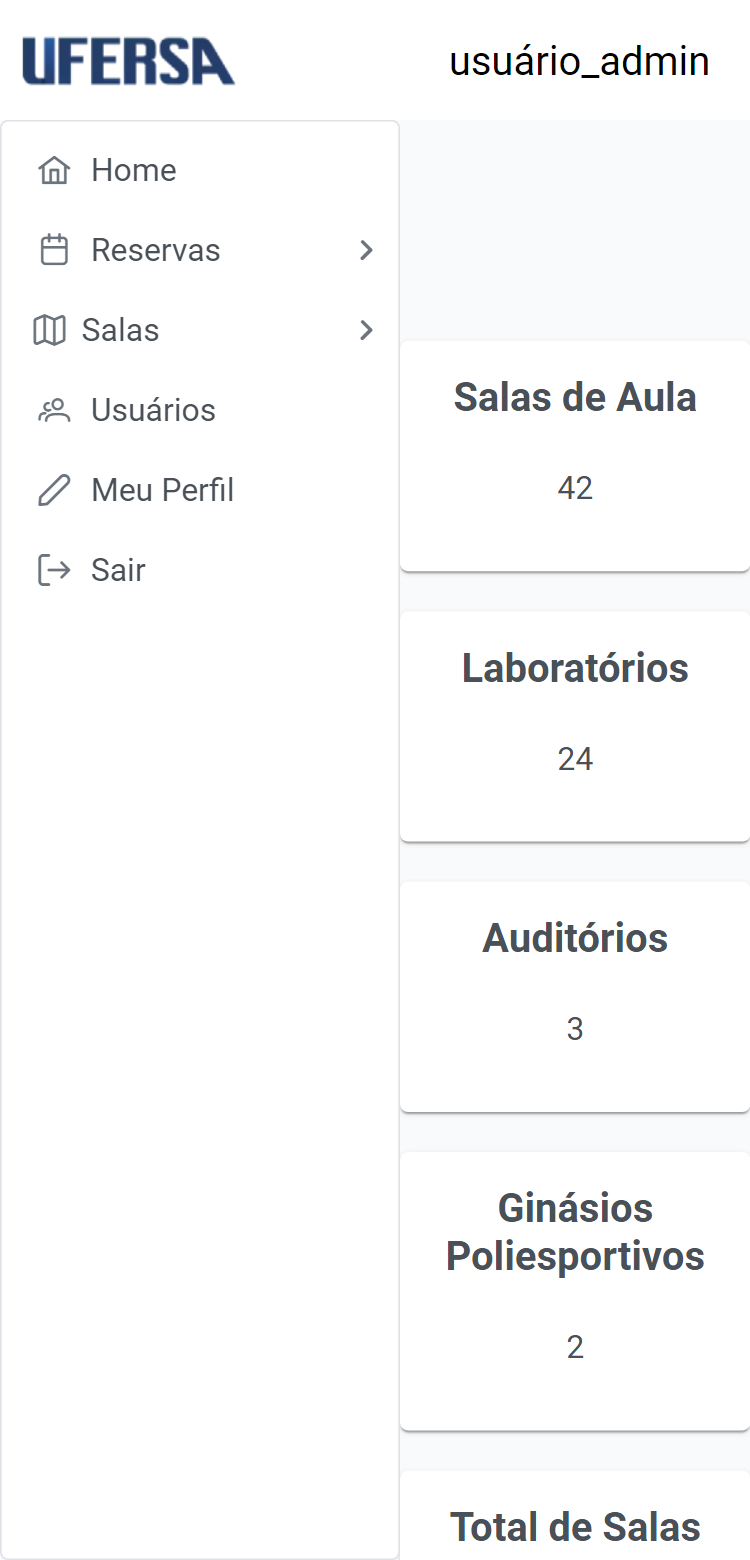 UFERSA
usuário_admin
Home
Reservas
Salas
Usuários
Meu Perfil
Sair
Salas de Aula
42
Laboratórios
24
Auditórios
3
Ginásios
Poliesportivos
2
Total de Salas